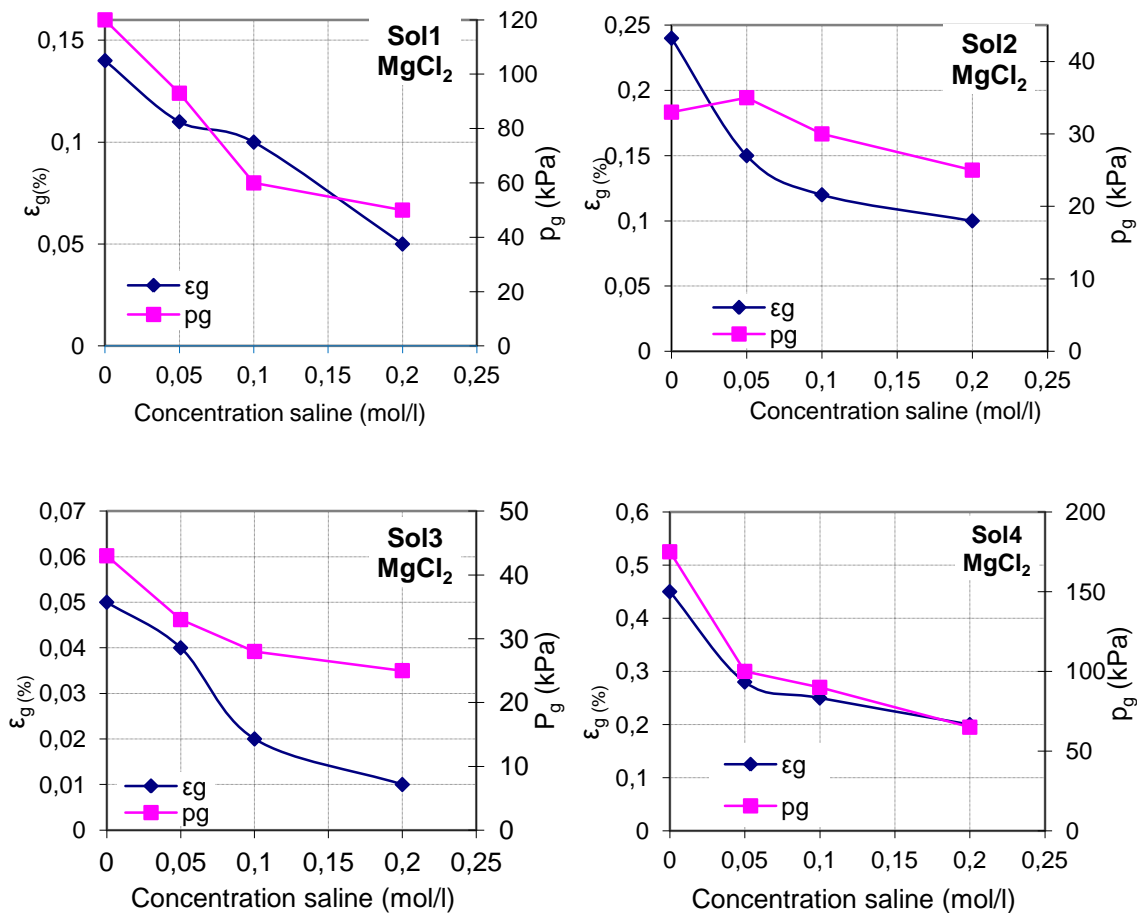 Sol1
MgCl₂
0,15
0,1
0,05
0
120
100
80
60
40
20
0
εg(%)
pg (kPa)
εg
pg
0 0,05 0,1 0,15 0,2 0,25
Concentration saline (mol/l)
Sol2
MgCl₂
0,25
0,2
0,15
0,1
0,05
0
40
30
20
10
0
εg (%)
pg (kPa)
εg
pg
0 0,05 0,1 0,15 0,2 0,25
Concentration saline (mol/l)
Sol3
MgCl₂
0,07
0,06
0,05
0,04
0,03
0,02
0,01
0
50
40
30
20
10
0
εg (%)
Pg (kPa)
εg
pg
0 0,05 0,1 0,15 0,2 0,25
Concentration saline (mol/l)
Sol4
MgCl₂
0,6
0,5
0,4
0,3
0,2
0,1
0
200
150
100
50
0
εg (%)
pg (kPa)
εg
pg
0 0,05 0,1 0,15 0,2 0,25
Concentration saline (mol/l)